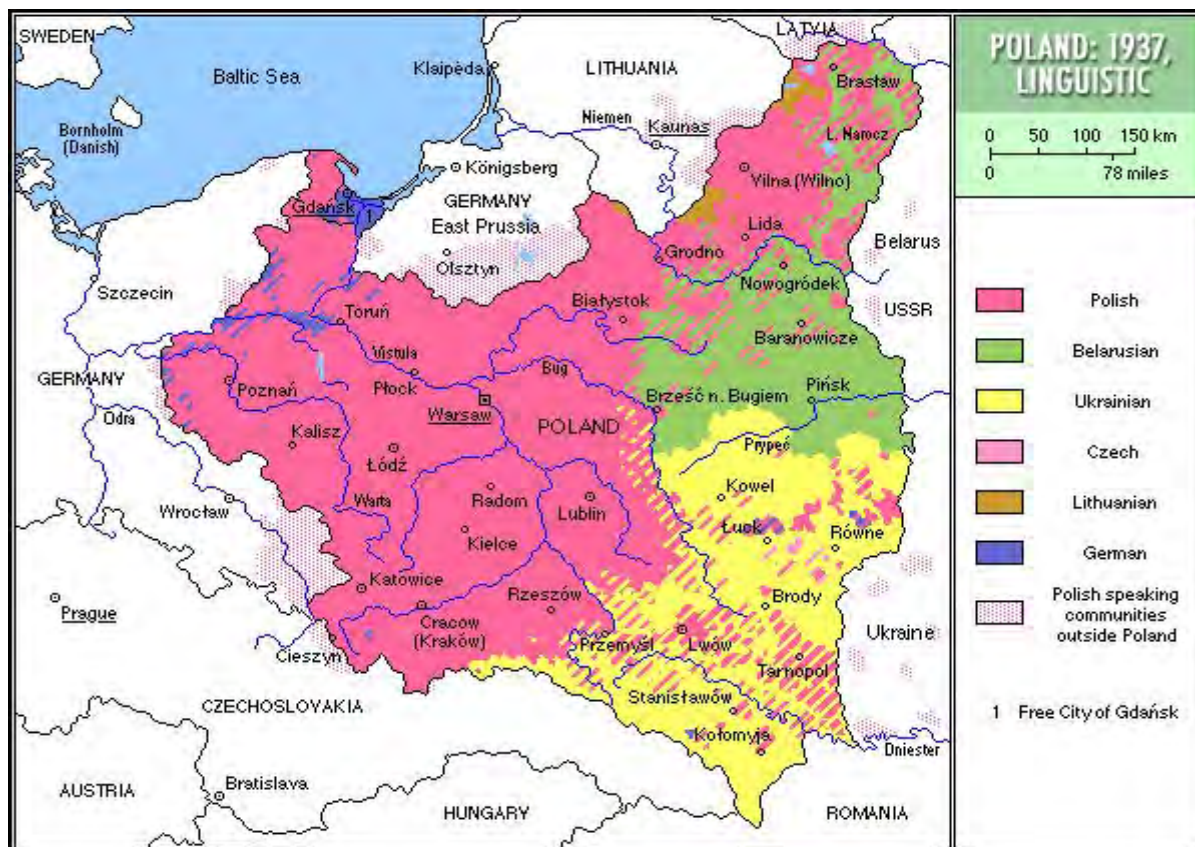 SWEDEN
Baltic Sea
Klaipėda
LITHUANIA
LATVIA
Brasław
Bornholm
(Danish)
Niemen
Kaunas
L. Narocz
Königsberg
Vilna (Wilno)
Gdańsk
1
GERMANY
East Prussia
Olsztyn
Lida
Grodno
Belarus
Szczecin
Nowogródek
Toruń
Białystok
USSR
Baranowicze
Vistula
GERMANY
Poznań
Płock
Bug
Pińsk
Warsaw
Brześć n. Bugiem
Odra
POLAND
Kalisz
Prypeć
Łódź
Kowel
Warta
Radom
Lublin
Wrocław
Łuck
Równe
Kielce
Katowice
Rzeszów
Brody
Prague
Cracow
(Kraków)
Ukraine
Cieszyn
Przemyśl
Lwów
Tarnopol
Stanisławów
CZECHOSLOVAKIA
Kołomyja
Dniester
AUSTRIA
Bratislava
HUNGARY
ROMANIA
POLAND: 1937,
LINGUISTIC
0 50 100 150 km
0 78 miles
Polish
Belarusian
Ukrainian
Czech
Lithuanian
German
Polish speaking
communities
outside Poland
1 Free City of Gdańsk